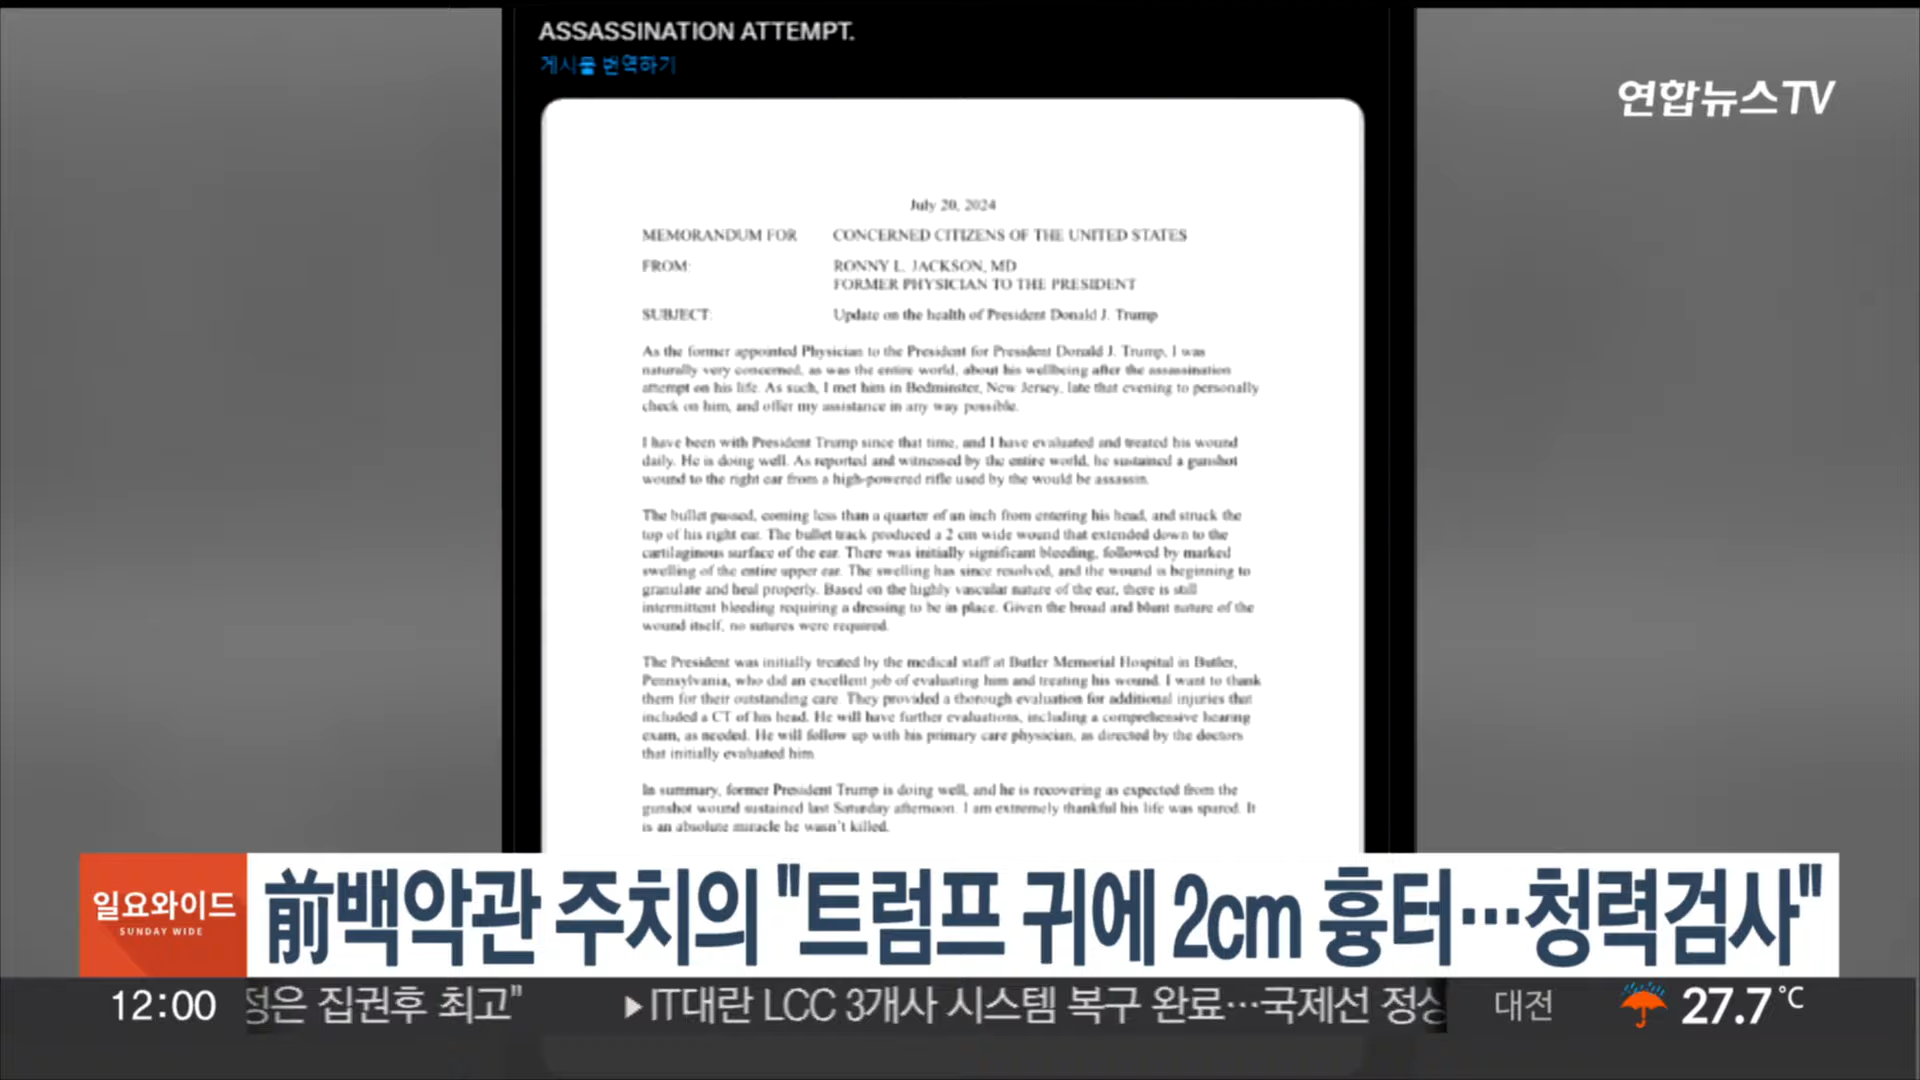 ASSASSINATION ATTEMPT.
게시물 번역하기
연합뉴스TV
July 20, 2024
MEMORANDUM FOR CONCERNED CITIZENS OF THE UNITED STATES
FROM: RONNY L. JACKSON, MD
FORMER PHYSICIAN TO THE PRESIDENT
SUBJECT: Update on the health of President Donald J. Trump
As the former appointed Physician to the President for President Donald J. Trump, I was
naturally very concerned, as was the entire world, about his wellbeing after the assassination
attempt on his life. As such, I met him in Bedminster, New Jersey, late that evening to personally
check on him, and offer my assistance in any way possible.
I have been with President Trump since that time, and I have evaluated and treated his wound
daily. He is doing well. As reported and witnessed by the entire world, he sustained a gunshot
wound to the right ear from a high-powered rifle used by the would be assassin.
The bullet passed, coming less than a quarter of an inch from entering his head, and struck the
top of his right ear. The bullet track produced a 2 cm wide wound that extended down to the
cartilaginous surface of the ear. There was initially significant bleeding, followed by marked
swelling of the entire upper ear. The swelling has since resolved, and the wound is beginning to
granulate and heal properly. Based on the highly vascular nature of the ear, there is still
intermittent bleeding requiring a dressing to be in place. Given the broad and blunt nature of the
wound itself, no sutures were required.
The President was initially treated by the medical staff at Butler Memorial Hospital in Butler,
Pennsylvania, who did an excellent job of evaluating him and treating his wound. I want to thank
them for their outstanding care. They provided a thorough evaluation for additional injuries that
included a CT of his head. He will have further evaluations, including a comprehensive hearing
exam, as needed. He will follow up with his primary care physician, as directed by the doctors
that initially evaluated him
In summary, former President Trump is doing well, and he is recovering as expected from the
gunshot wound sustained last Saturday afternoon. I am extremely thankful his life was spared. It
is an absolute miracle he wasn't killed.
일요와이드
SUNDAY WIDE
前백악관 주치의 "트럼프 귀에 2cm 흉터…청력검사"
12:00 정은 집권후 최고" ▶IT대란 LCC 3개사 시스템 복구 완료…국제선 정상 대전 27.7℃